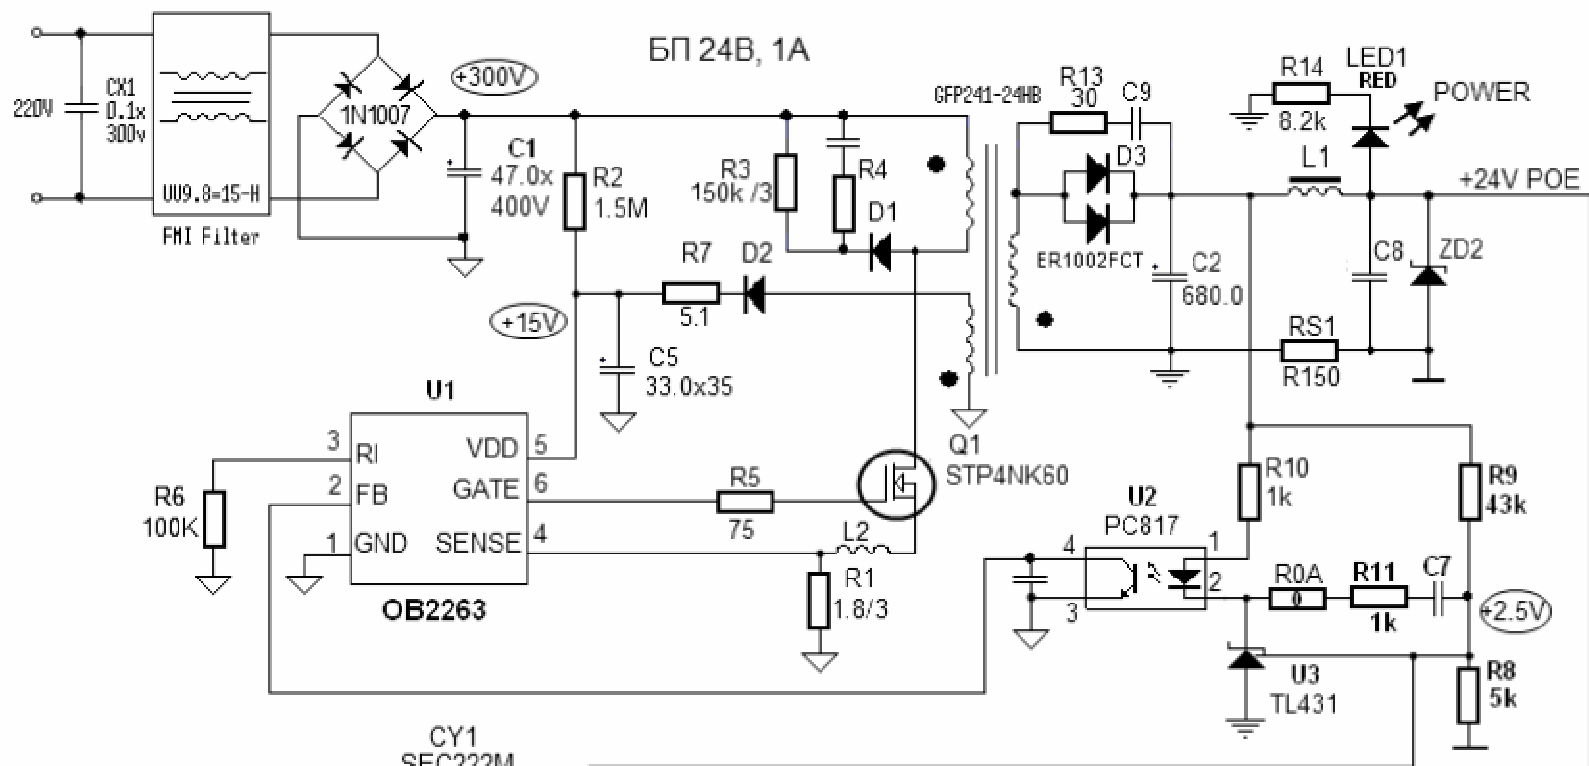 БП 24В, 1А
220V
CX1
0.1x
300v
UU9.8=15-H
FMI Filter
1N1007
+300V
C1
47.0x
400V
R2
1.5M
R3
150k /3
R4
D1
R7
5.1
D2
+15V
C5
33.0x35
GFP241-24HB
R13
30
C9
D3
ER1002FCT
C2
680.0
R14
8.2k
LED1
RED
POWER
L1
+24V POE
C8
ZD2
RS1
R150
U1
3
RI
VDD
5
2
FB
GATE
6
1
GND
SENSE
4
OB2263
R6
100K
R5
75
Q1
STP4NK60
L2
R1
1.8/3
U2
PC817
4
1
3
2
R10
1k
R9
43k
R0A
0
R11
1k
C7
+2.5V
U3
TL431
R8
5k
CY1
SEC222M